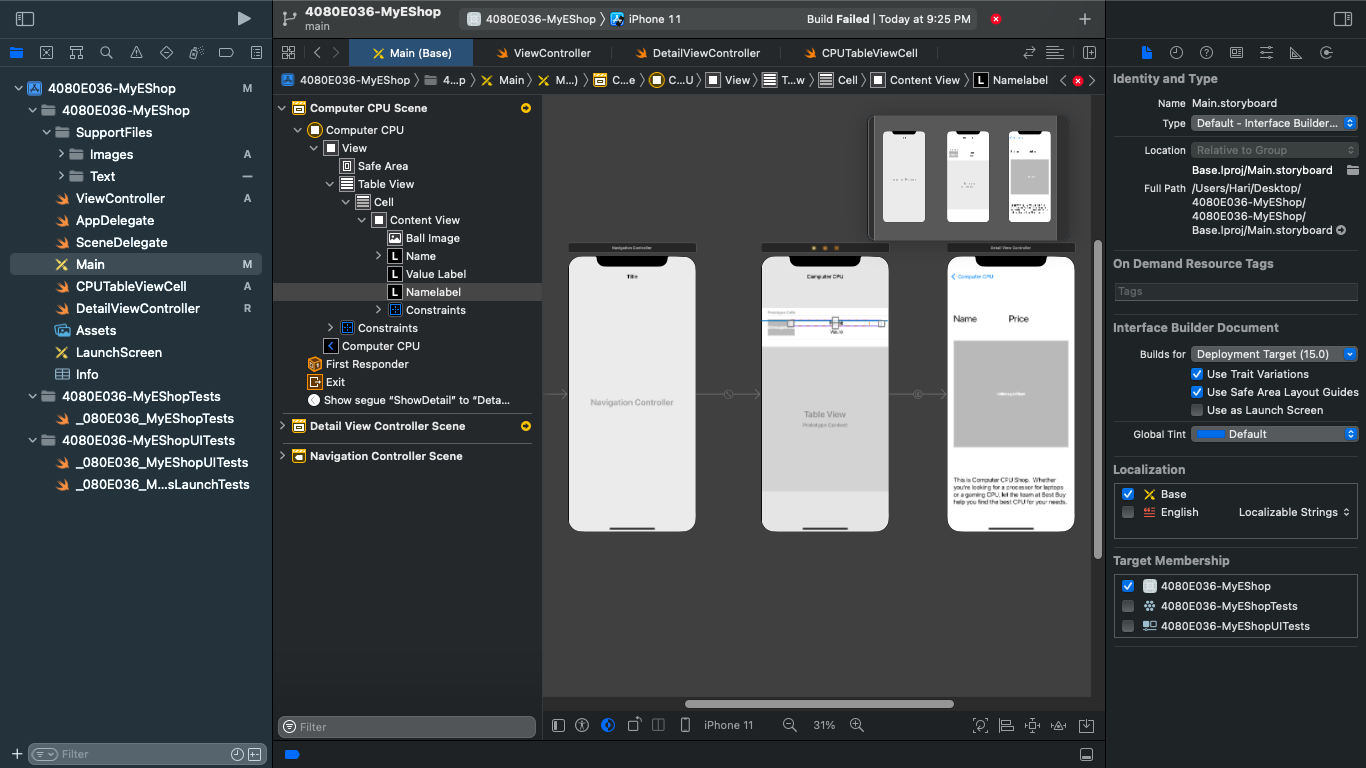 4080E036-MyEShop
main
4080E036-MyEShop
iPhone 11
Build Failed | Today at 9:25 PM
Main (Base)
ViewController
DetailViewController
CPUTableViewCell
4080E036-MyEShop
4...p
Main
M...)
C...e
C...U
View
T...w
Cell
Content View
L Namelabel
4080E036-MyEShop M
4080E036-MyEShop
SupportFiles
Images A
Text
ViewController A
AppDelegate
SceneDelegate
Main M
CPUTableViewCell A
DetailViewController R
Assets
LaunchScreen
Info
4080E036-MyEShopTests
_080E036_MyEShopTests
4080E036-MyEShopUITests
_080E036_MyEShopUITests
_080E036_M...sLaunchTests
Filter
Computer CPU Scene
Computer CPU
View
Safe Area
Table View
Cell
Content View
Ball Image
L Name
L Value Label
L Namelabel
Constraints
Constraints
Computer CPU
First Responder
Exit
Show segue “ShowDetail” to “Deta...
Detail View Controller Scene
Navigation Controller Scene
Filter
Navigation Controller
Title
Navigation Controller
Computer CPU
Prototype Cells
Table View
Prototype Content
Detail View Controller
Computer CPU
Name Price
This is Computer CPU Shop. Whether
you're looking for a processor for laptops
or a gaming CPU, let the team at Best Buy
help you find the best CPU for your needs.
iPhone 11
31%
Identity and Type
Name Main.storyboard
Type Default - Interface Builder...
Location Relative to Group
Base.lproj/Main.storyboard
Full Path /Users/Hari/Desktop/
4080E036-MyEShop/
4080E036-MyEShop/
Base.lproj/Main.storyboard
On Demand Resource Tags
Tags
Interface Builder Document
Builds for Deployment Target (15.0)
Use Trait Variations
Use Safe Area Layout Guides
Use as Launch Screen
Global Tint Default
Localization
Base
English Localizable Strings
Target Membership
4080E036-MyEShop
4080E036-MyEShopTests
4080E036-MyEShopUITests